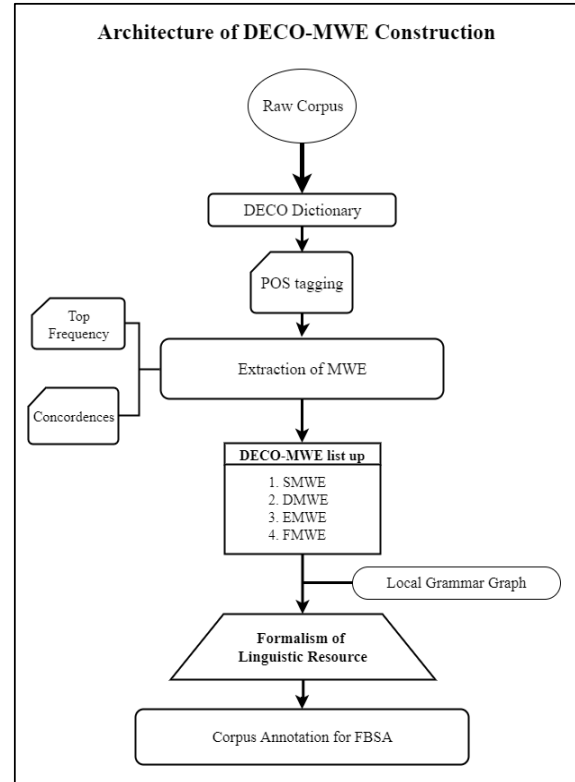 Architecture of DECO-MWE Construction
Raw Corpus
DECO Dictionary
POS tagging
Top
Frequency
Extraction of MWE
Concordences
DECO-MWE list up
1. SMWE
2. DMWE
3. EMWE
4. FMWE
Local Grammar Graph
Formalism of
Linguistic Resource
Corpus Annotation for FBSA